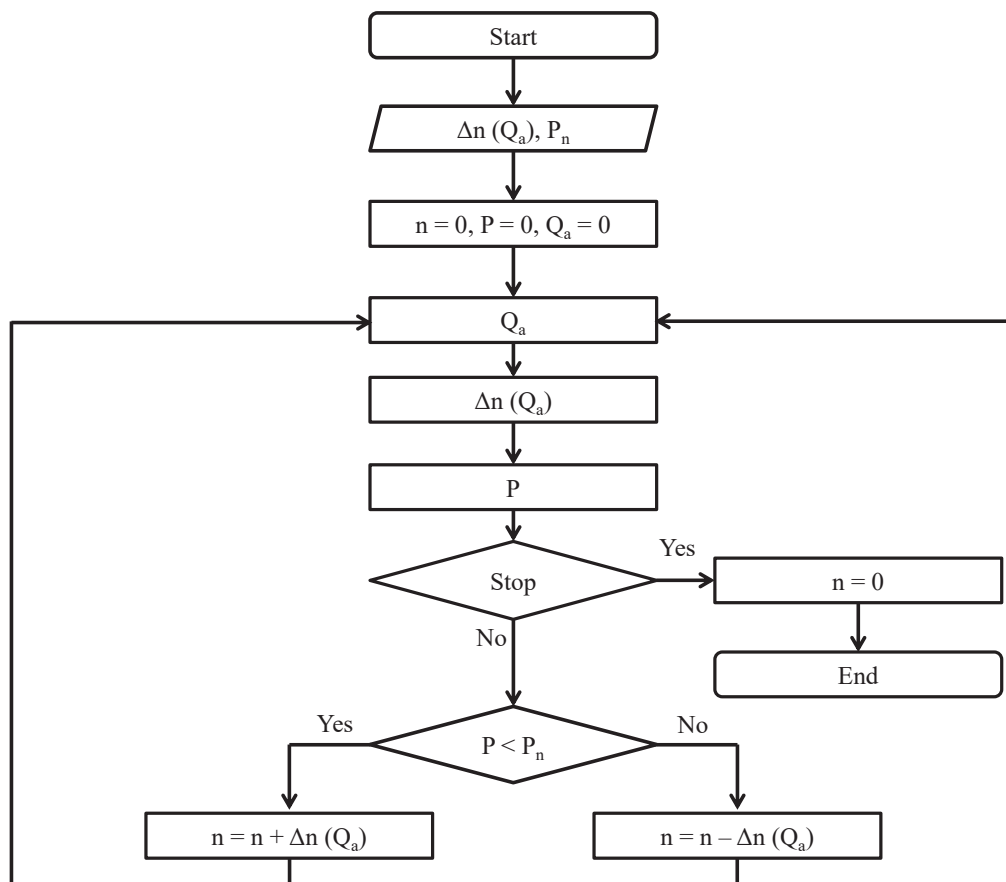 Start
Δn (Qₐ), Pₙ
n = 0, P = 0, Qₐ = 0
Qₐ
Δn (Qₐ)
P
Stop
Yes
n = 0
End
No
P < Pₙ
Yes
No
n = n + Δn (Qₐ)
n = n – Δn (Qₐ)